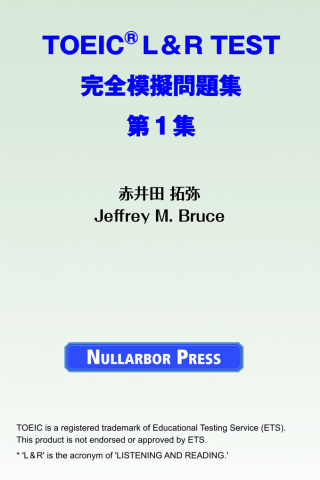 TOEIC® L&R TEST
完全模擬問題集
第1集
赤井田 拓弥
Jeffrey M. Bruce
NULLARBOR PRESS
TOEIC is a registered trademark of Educational Testing Service (ETS).
This product is not endorsed or approved by ETS.
* 'L&R' is the acronym of 'LISTENING AND READING.'